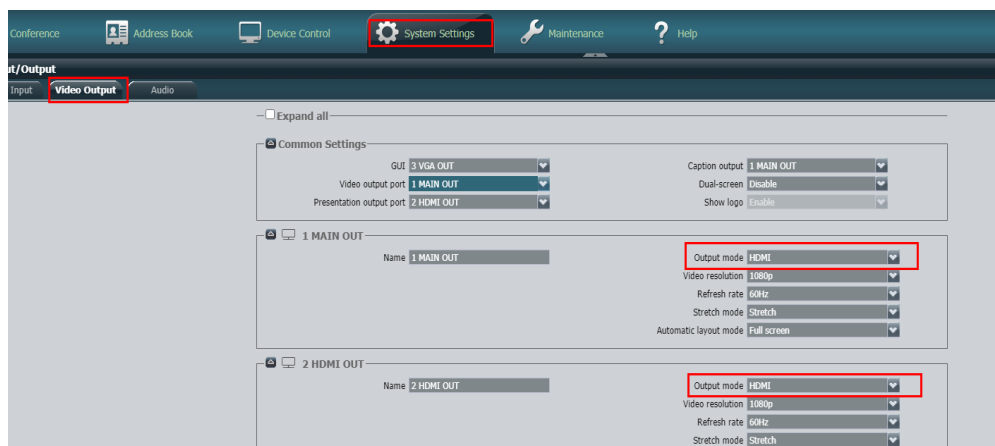 Conference Address Book Device Control System Settings Maintenance ? Help
ut/Output
Input Video Output Audio
Expand all
Common Settings
GUI 3 VGA OUT Caption output 1 MAIN OUT
Video output port 1 MAIN OUT Dual-screen Disable
Presentation output port 2 HDMI OUT Show logo Enable
1 MAIN OUT
Name 1 MAIN OUT Output mode HDMI
Video resolution 1080p
Refresh rate 60Hz
Stretch mode Stretch
Automatic layout mode Full screen
2 HDMI OUT
Name 2 HDMI OUT Output mode HDMI
Video resolution 1080p
Refresh rate 60Hz
Stretch mode Stretch